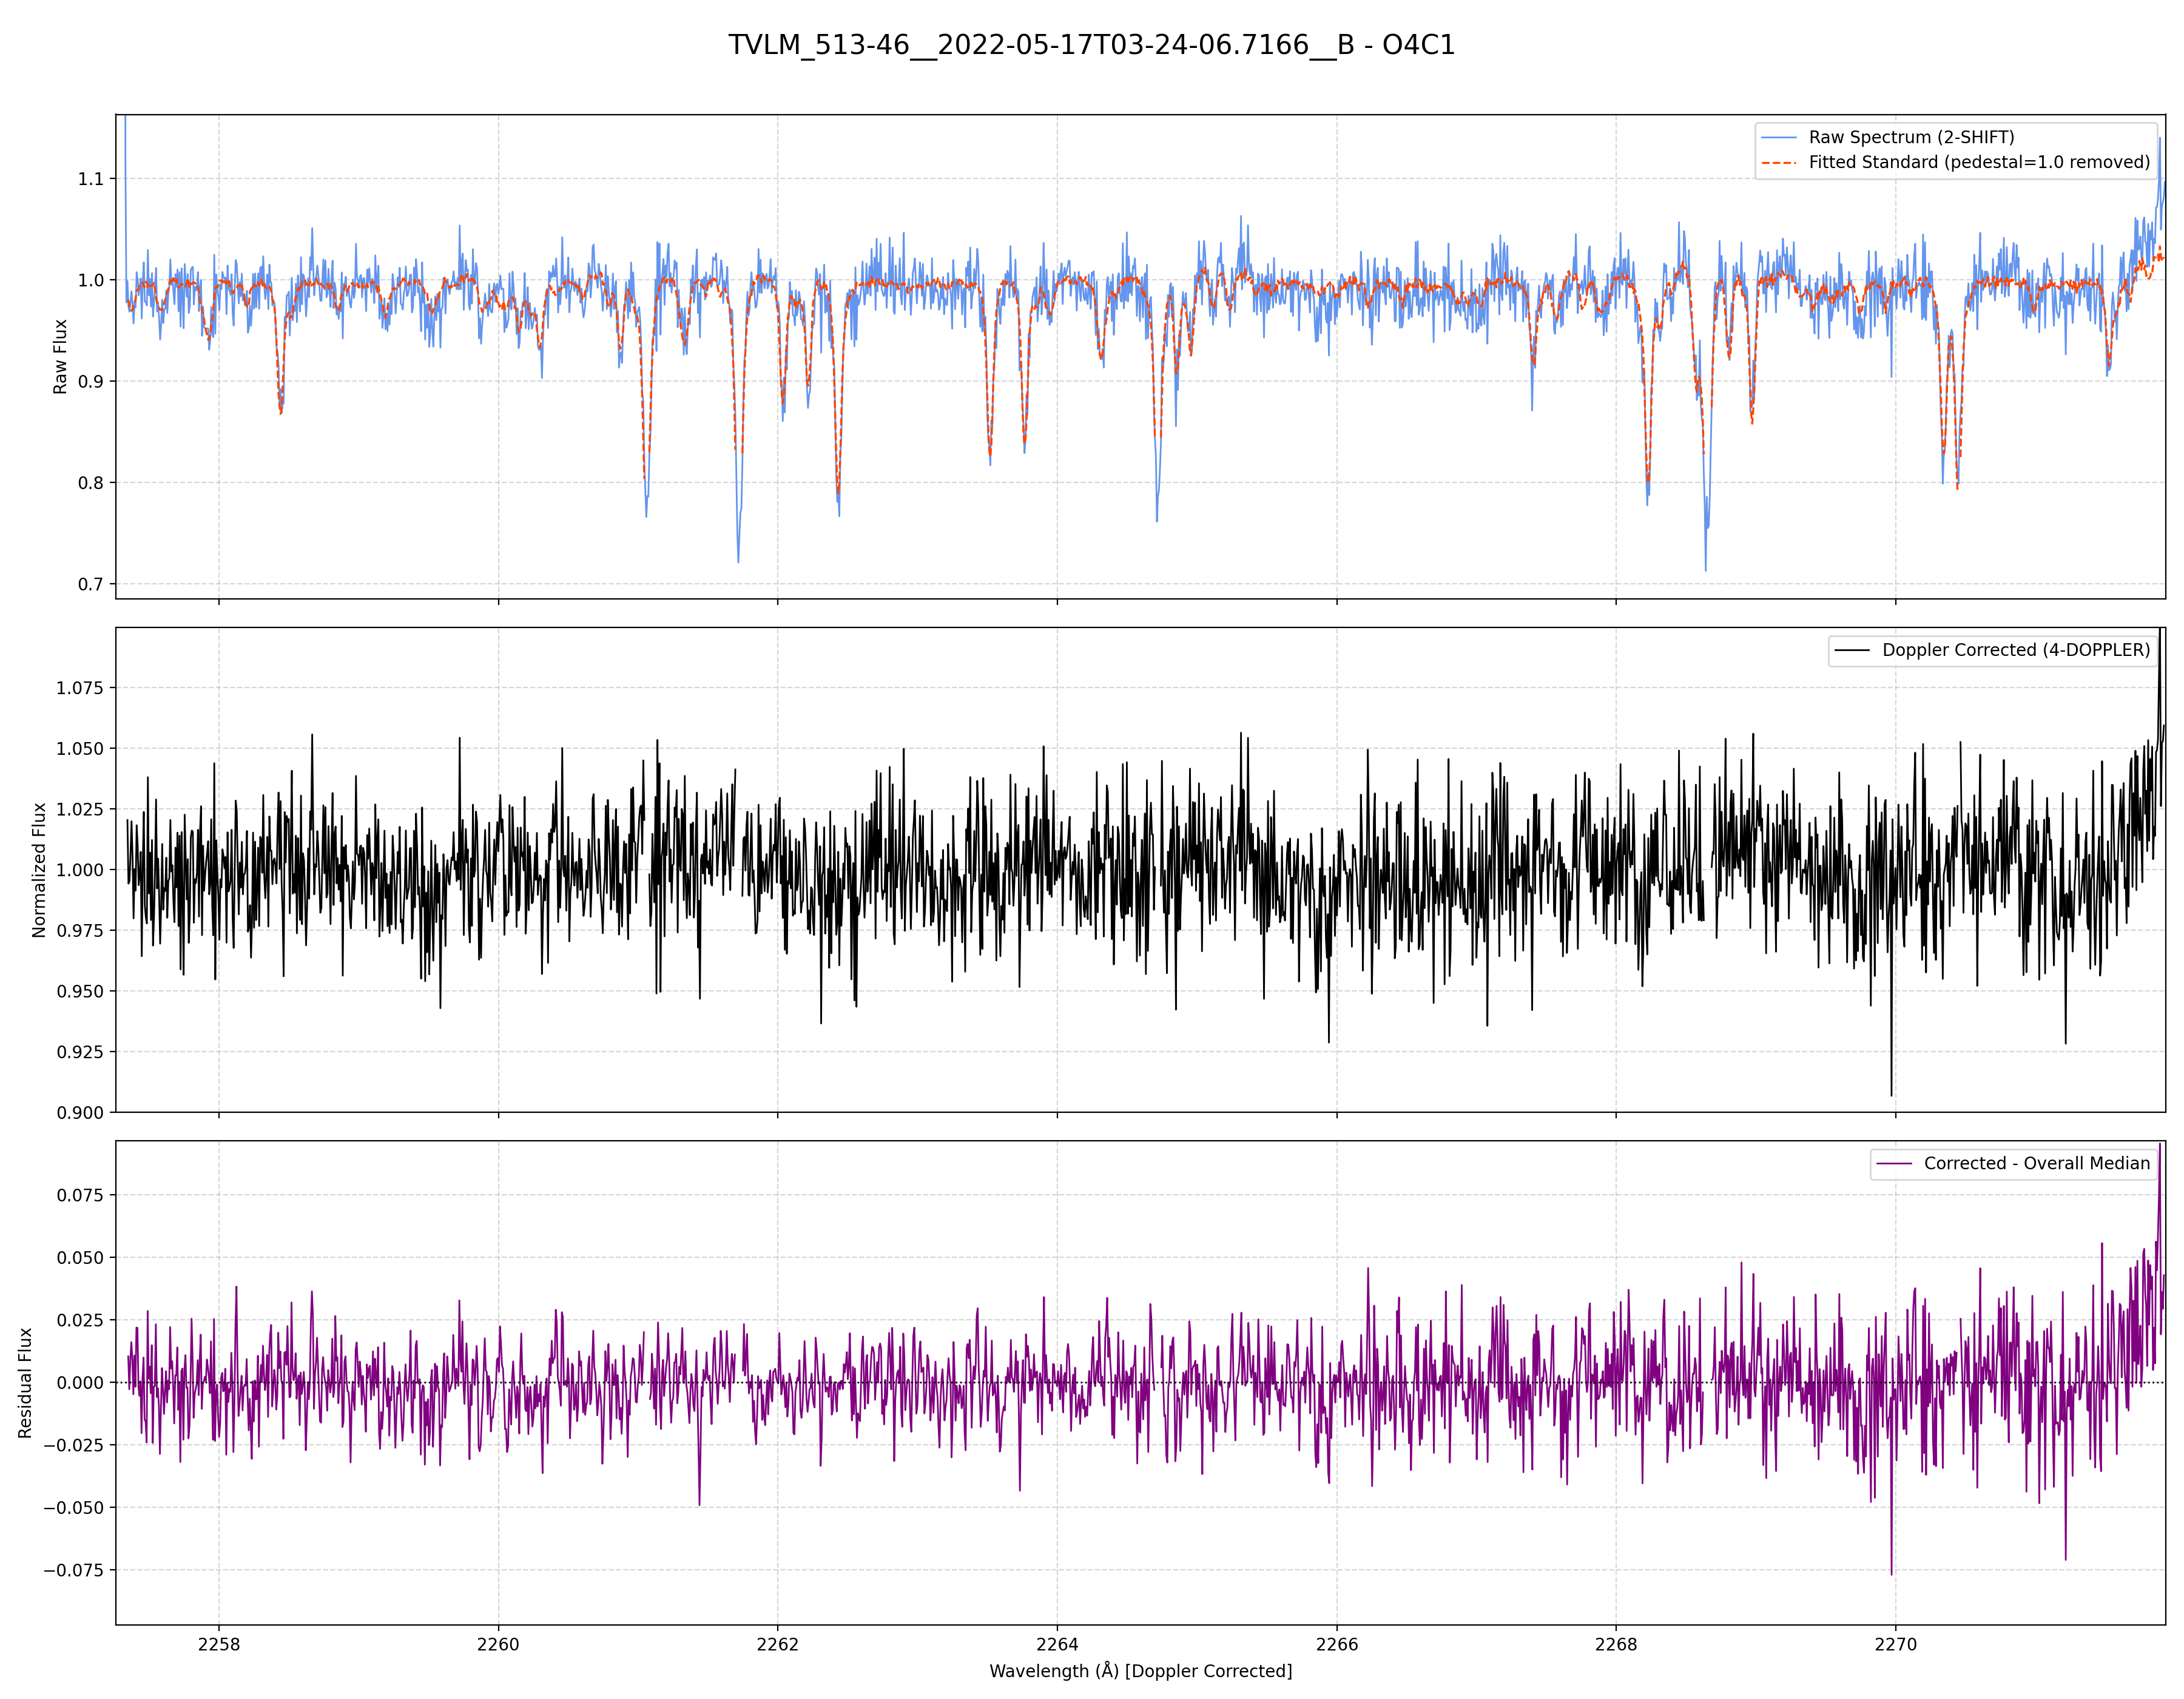 TVLM_513-46__2022-05-17T03-24-06.7166__B - O4C1
Raw Spectrum (2-SHIFT)
Fitted Standard (pedestal=1.0 removed)
Raw Flux
1.1
1.0
0.9
0.8
0.7
Doppler Corrected (4-DOPPLER)
Normalized Flux
1.075
1.050
1.025
1.000
0.975
0.950
0.925
0.900
Corrected - Overall Median
Residual Flux
0.075
0.050
0.025
0.000
−0.025
−0.050
−0.075
2258 2260 2262 2264 2266 2268 2270
Wavelength (Å) [Doppler Corrected]